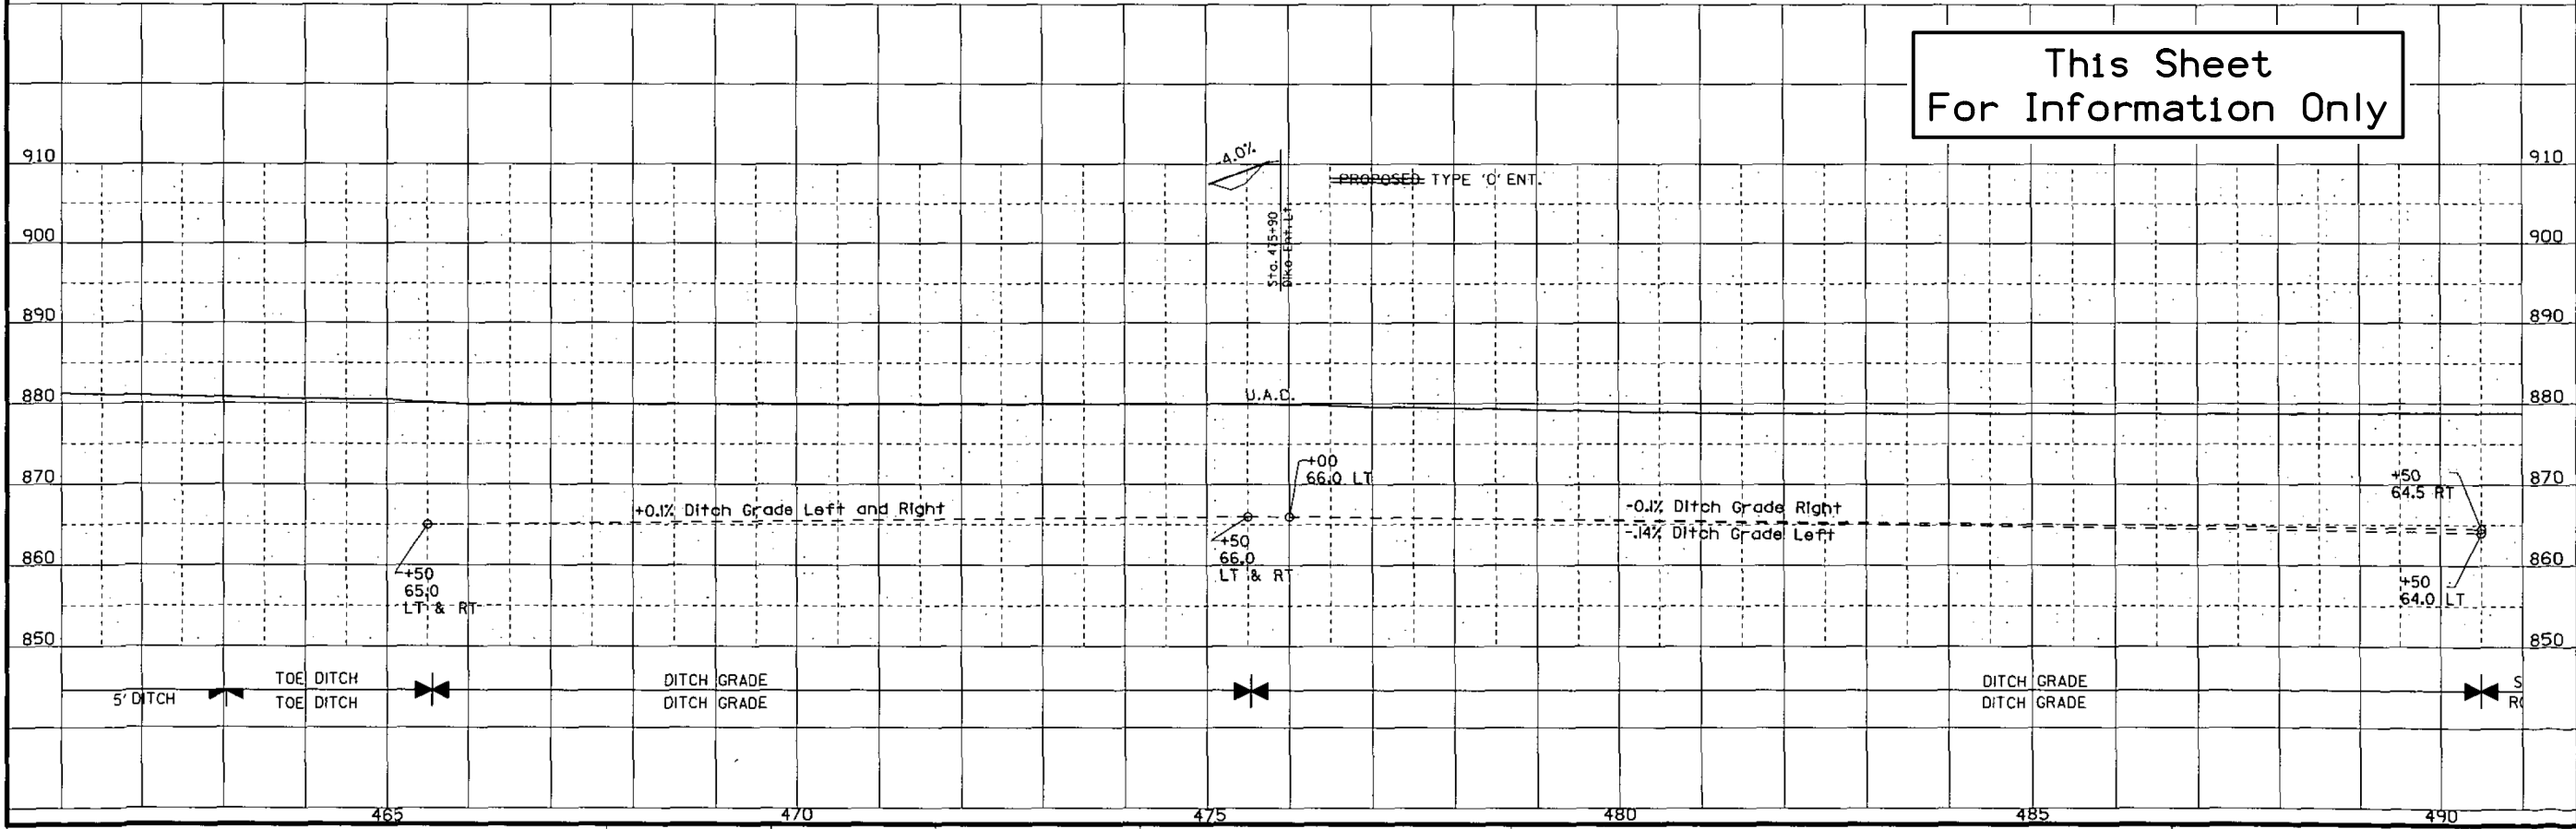 This Sheet
For Information Only
910
910
-4.0%
PROPOSED TYPE 'C' ENT.
Sta. 475+90
Dike Ent. Lt.
900
900
890
890
880
U.A.C.
880
870
+00
66.0 LT
+50
64.5 RT
870
+0.1% Ditch Grade Left and Right
-0.1% Ditch Grade Right
-.14% Ditch Grade Left
860
+50
65.0
LT & RT
+50
66.0
LT & RT
+50
64.0 LT
860
850
850
5' DITCH
TOE DITCH
TOE DITCH
DITCH GRADE
DITCH GRADE
DITCH GRADE
DITCH GRADE
465
470
475
480
485
490